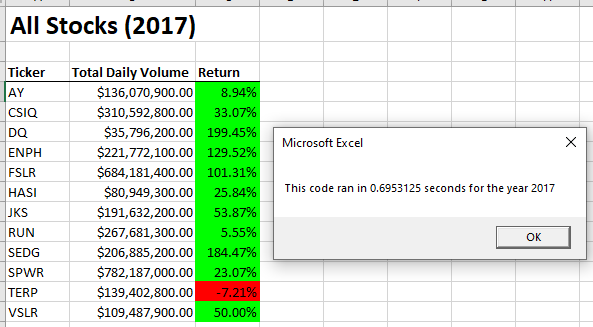 All Stocks (2017)
Ticker Total Daily Volume Return
AY $136,070,900.00 8.94%
CSIQ $310,592,800.00 33.07%
DQ $35,796,200.00 199.45%
ENPH $221,772,100.00 129.52%
FSLR $684,181,400.00 101.31%
HASI $80,949,300.00 25.84%
JKS $191,632,200.00 53.87%
RUN $267,681,300.00 5.55%
SEDG $206,885,200.00 184.47%
SPWR $782,187,000.00 23.07%
TERP $139,402,800.00 -7.21%
VSLR $109,487,900.00 50.00%
Microsoft Excel
This code ran in 0.6953125 seconds for the year 2017
OK